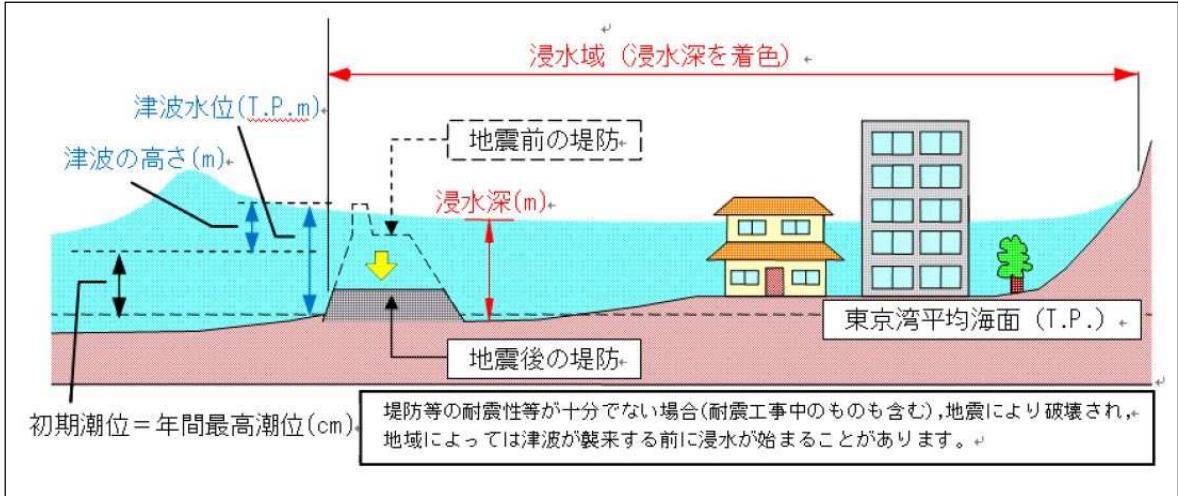 浸水域（浸水深を着色）
津波水位(T.P.m)
地震前の堤防
津波の高さ(m)
浸水深(m)
東京湾平均海面（T.P.）
地震後の堤防
初期潮位＝年間最高潮位(cm)
堤防等の耐震性等が十分でない場合(耐震工事中のものも含む),地震により破壊され,
地域によっては津波が襲来する前に浸水が始まることがあります。